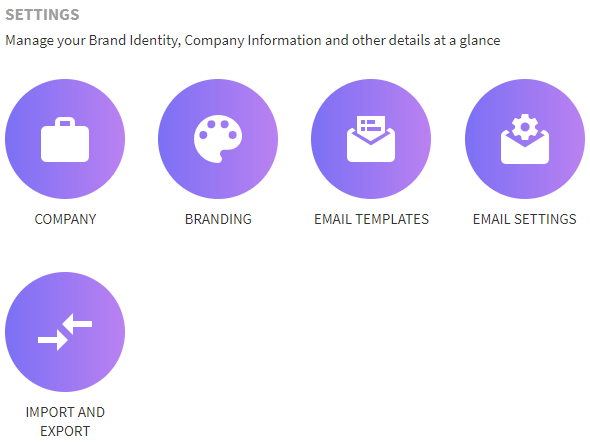 SETTINGS
Manage your Brand Identity, Company Information and other details at a glance
COMPANY
BRANDING
EMAIL TEMPLATES
EMAIL SETTINGS
IMPORT AND
EXPORT